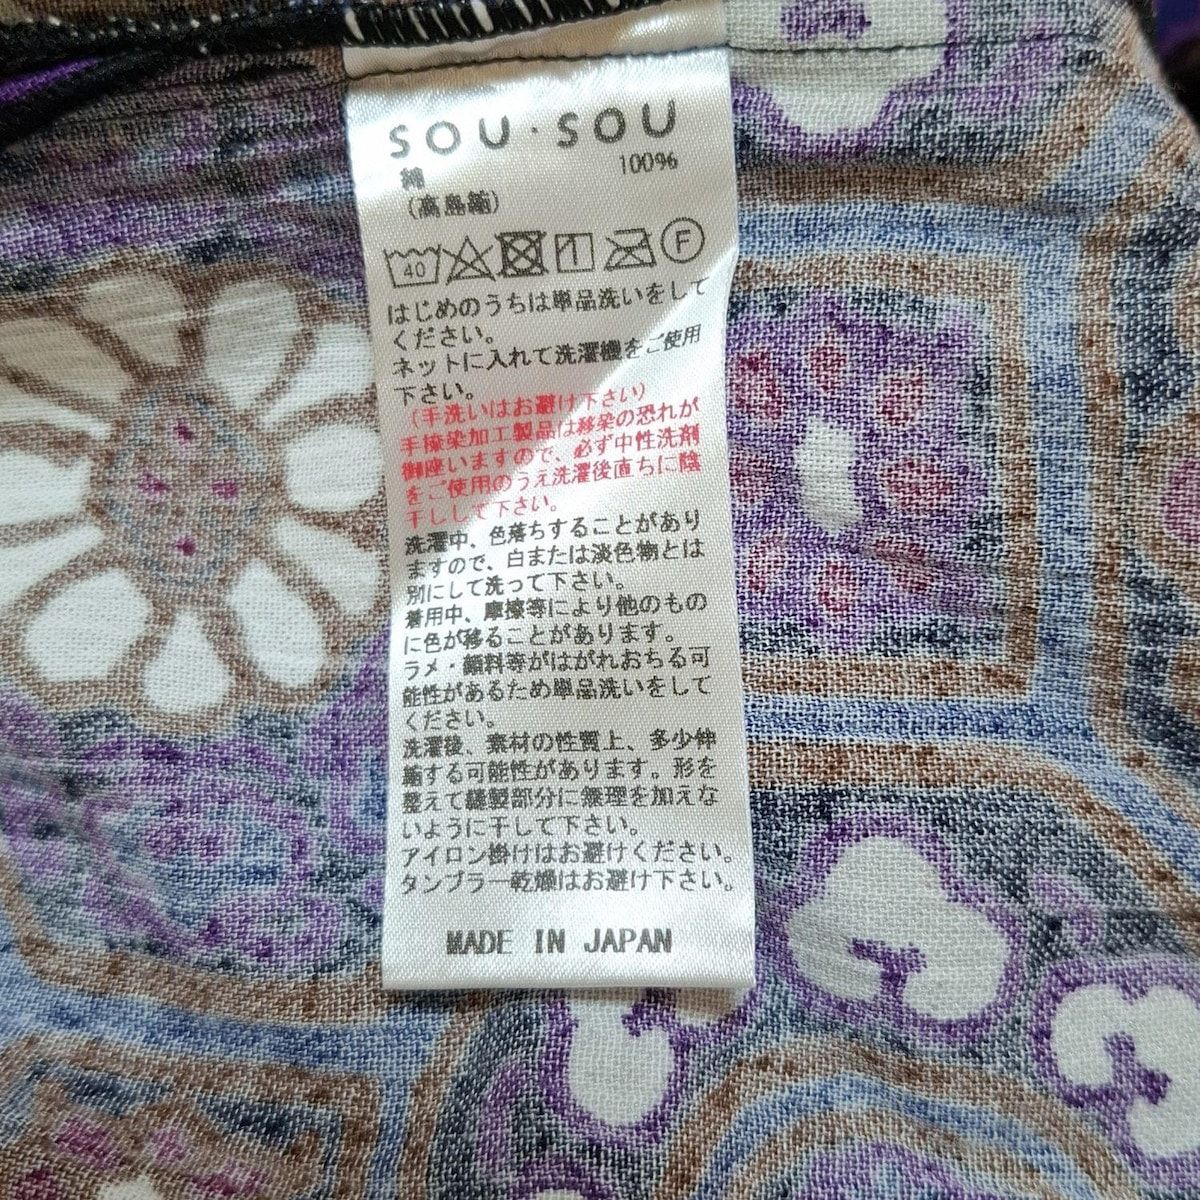 SOU・SOU
綿 100%
（高島縮）
40 F
はじめのうちは単品洗いをして
ください。
ネットに入れて洗濯機をご使用
下さい。
（手洗いはお避け下さい）
手捺染加工製品は移染の恐れが
御座いますので、必ず中性洗剤
をご使用のうえ洗濯後直ちに陰
干しして下さい。
洗濯中、色落ちすることがあり
ますので、白または淡色物とは
別にして洗って下さい。
着用中、摩擦等により他のもの
に色が移ることがあります。
ラメ・顔料等がはがれおちる可
能性があるため単品洗いをして
ください。
洗濯後、素材の性質上、多少伸
縮する可能性があります。形を
整えて縫製部分に無理を加えな
いように干して下さい。
アイロン掛けはお避けください。
タンブラー乾燥はお避け下さい。
MADE IN JAPAN